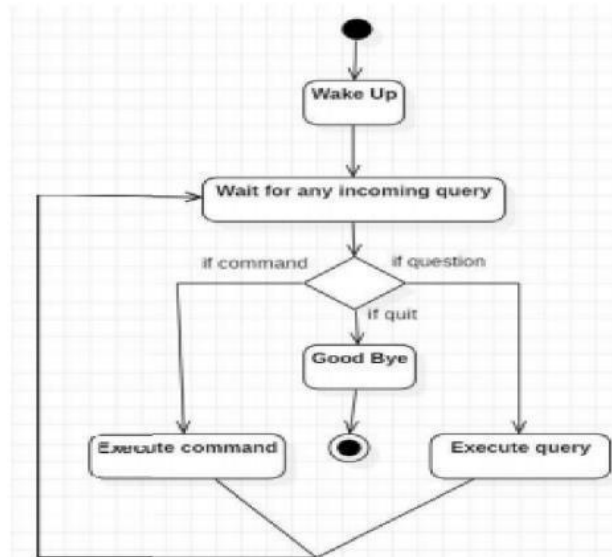 Wake Up
Wait for any incoming query
if command
if question
if quit
Good Bye
Execute command
Execute query